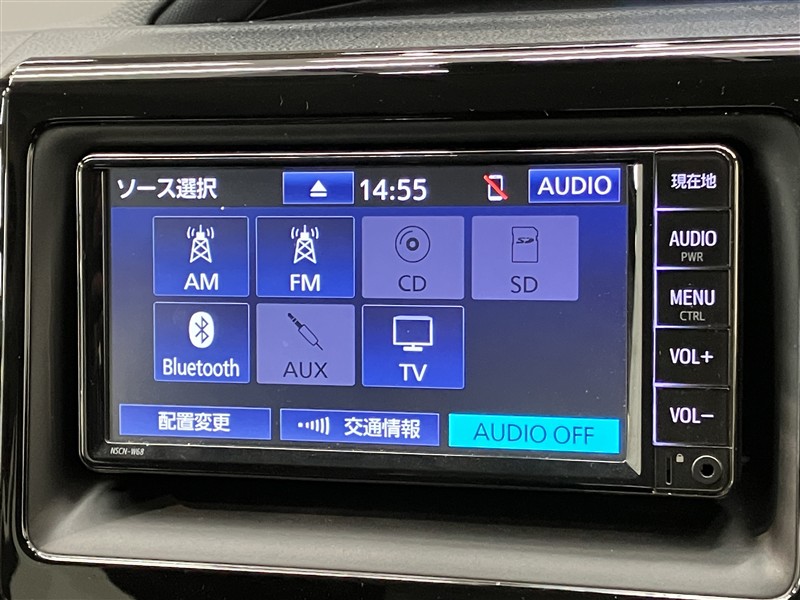 ソース選択 14:55 AUDIO
AM FM CD SD
Bluetooth AUX TV
配置変更 交通情報 AUDIO OFF
NSCN-W68
現在地
AUDIO
PWR
MENU
CTRL
VOL+
VOL−